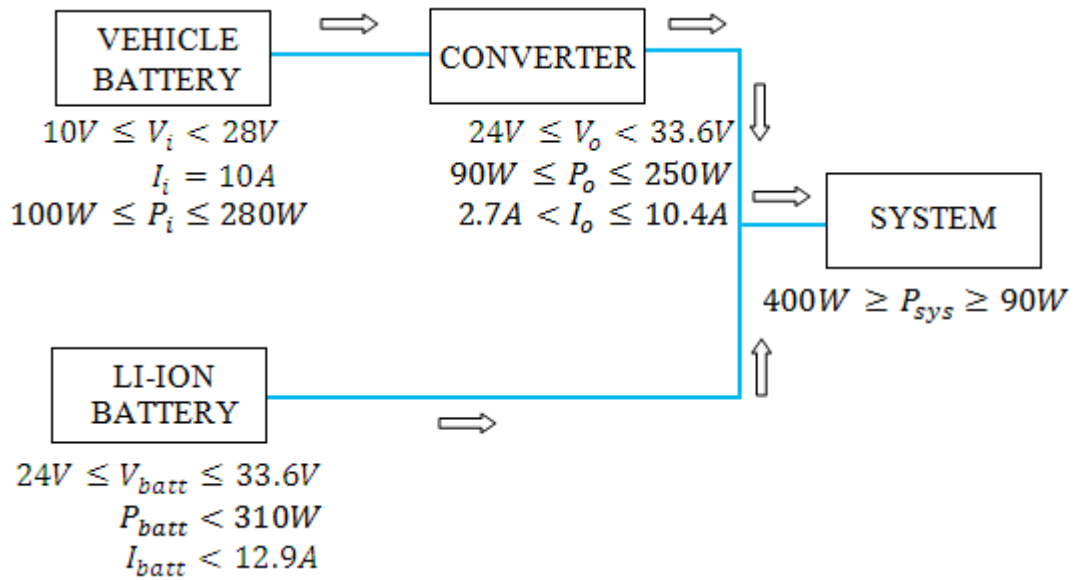 VEHICLE
BATTERY
10V ≤ V_i < 28V
I_i = 10A
100W ≤ P_i ≤ 280W
CONVERTER
24V ≤ V_o < 33.6V
90W ≤ P_o ≤ 250W
2.7A < I_o ≤ 10.4A
SYSTEM
400W ≥ P_sys ≥ 90W
LI-ION
BATTERY
24V ≤ V_batt ≤ 33.6V
P_batt < 310W
I_batt < 12.9A